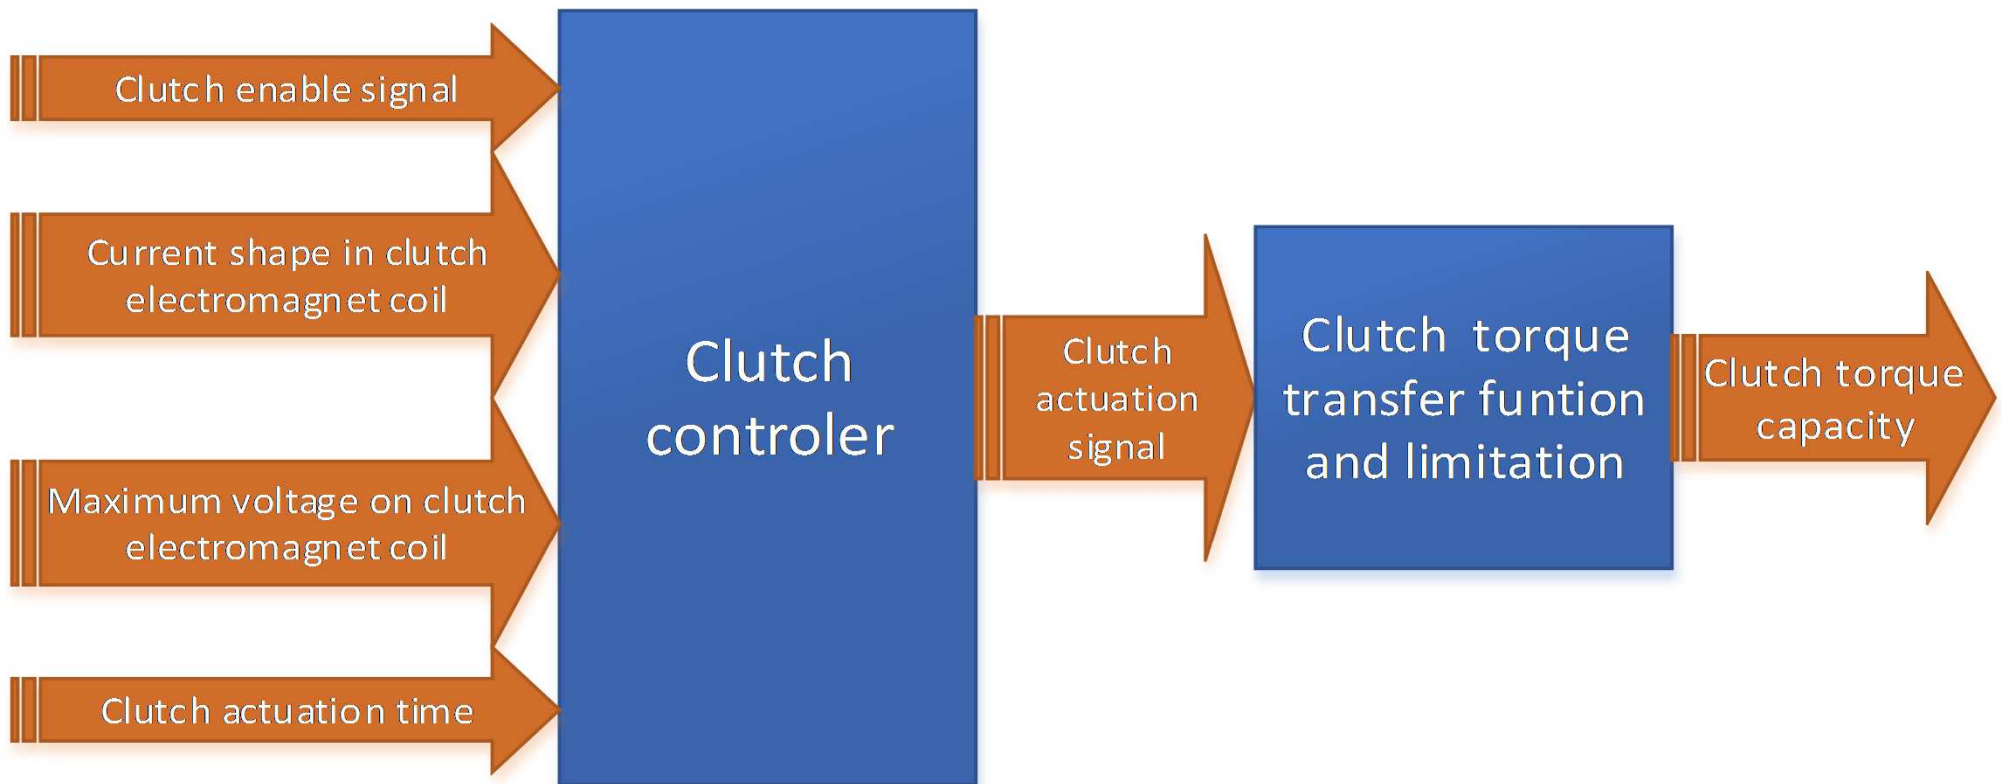 Clutch enable signal
Current shape in clutch
electromagnet coil
Maximum voltage on clutch
electromagnet coil
Clutch actuation time
Clutch
controler
Clutch
actuation
signal
Clutch torque
transfer funtion
and limitation
Clutch torque
capacity